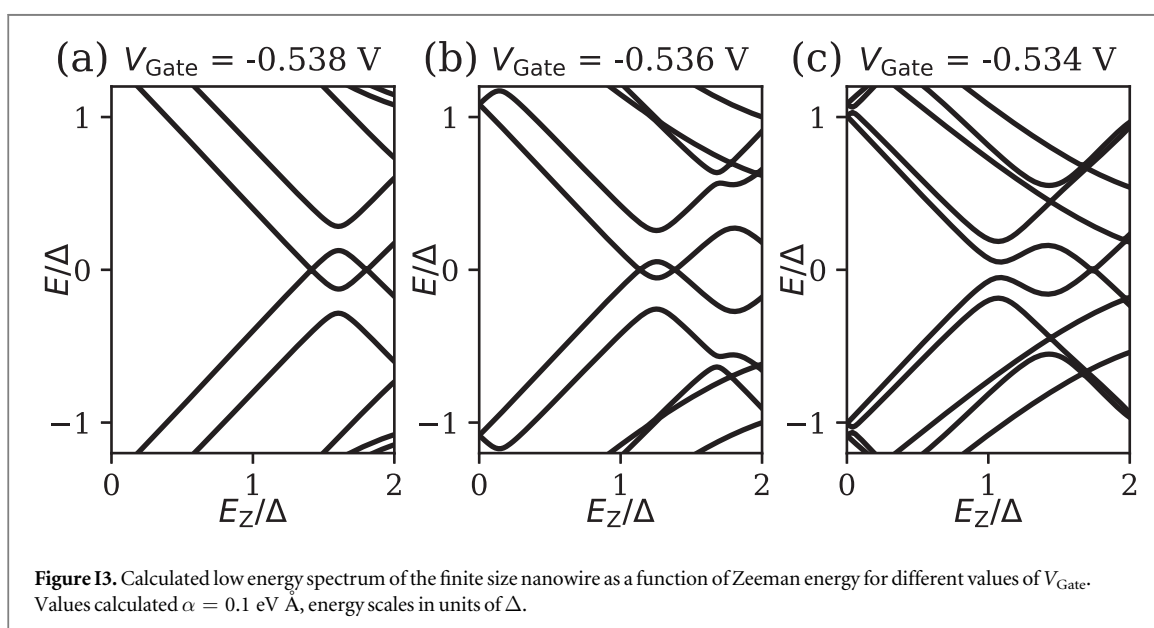 (a) V_Gate = -0.538 V (b) V_Gate = -0.536 V (c) V_Gate = -0.534 V
1 1 1
E/Δ 0 E/Δ 0 E/Δ 0
−1 −1 −1
0 1 2 0 1 2 0 1 2
E_Z/Δ E_Z/Δ E_Z/Δ
Figure I3. Calculated low energy spectrum of the finite size nanowire as a function of Zeeman energy for different values of V_Gate.
Values calculated α = 0.1 eV Å, energy scales in units of Δ.